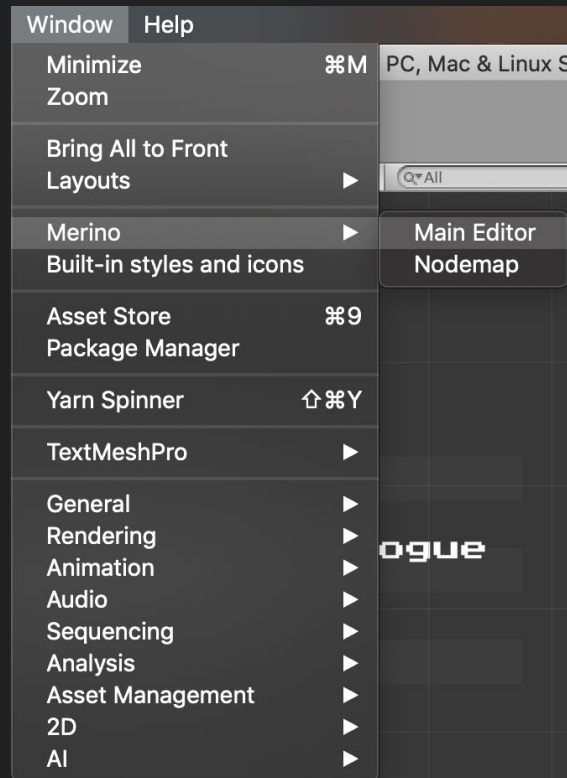 Window Help
Minimize ⌘M
Zoom
Bring All to Front
Layouts ▶
Merino ▶
Built-in styles and icons
Asset Store ⌘9
Package Manager
Yarn Spinner ⇧⌘Y
TextMeshPro ▶
General ▶
Rendering ▶
Animation ▶
Audio ▶
Sequencing ▶
Analysis ▶
Asset Management ▶
2D ▶
AI ▶
Main Editor
Nodemap
PC, Mac & Linux S
All
ogue